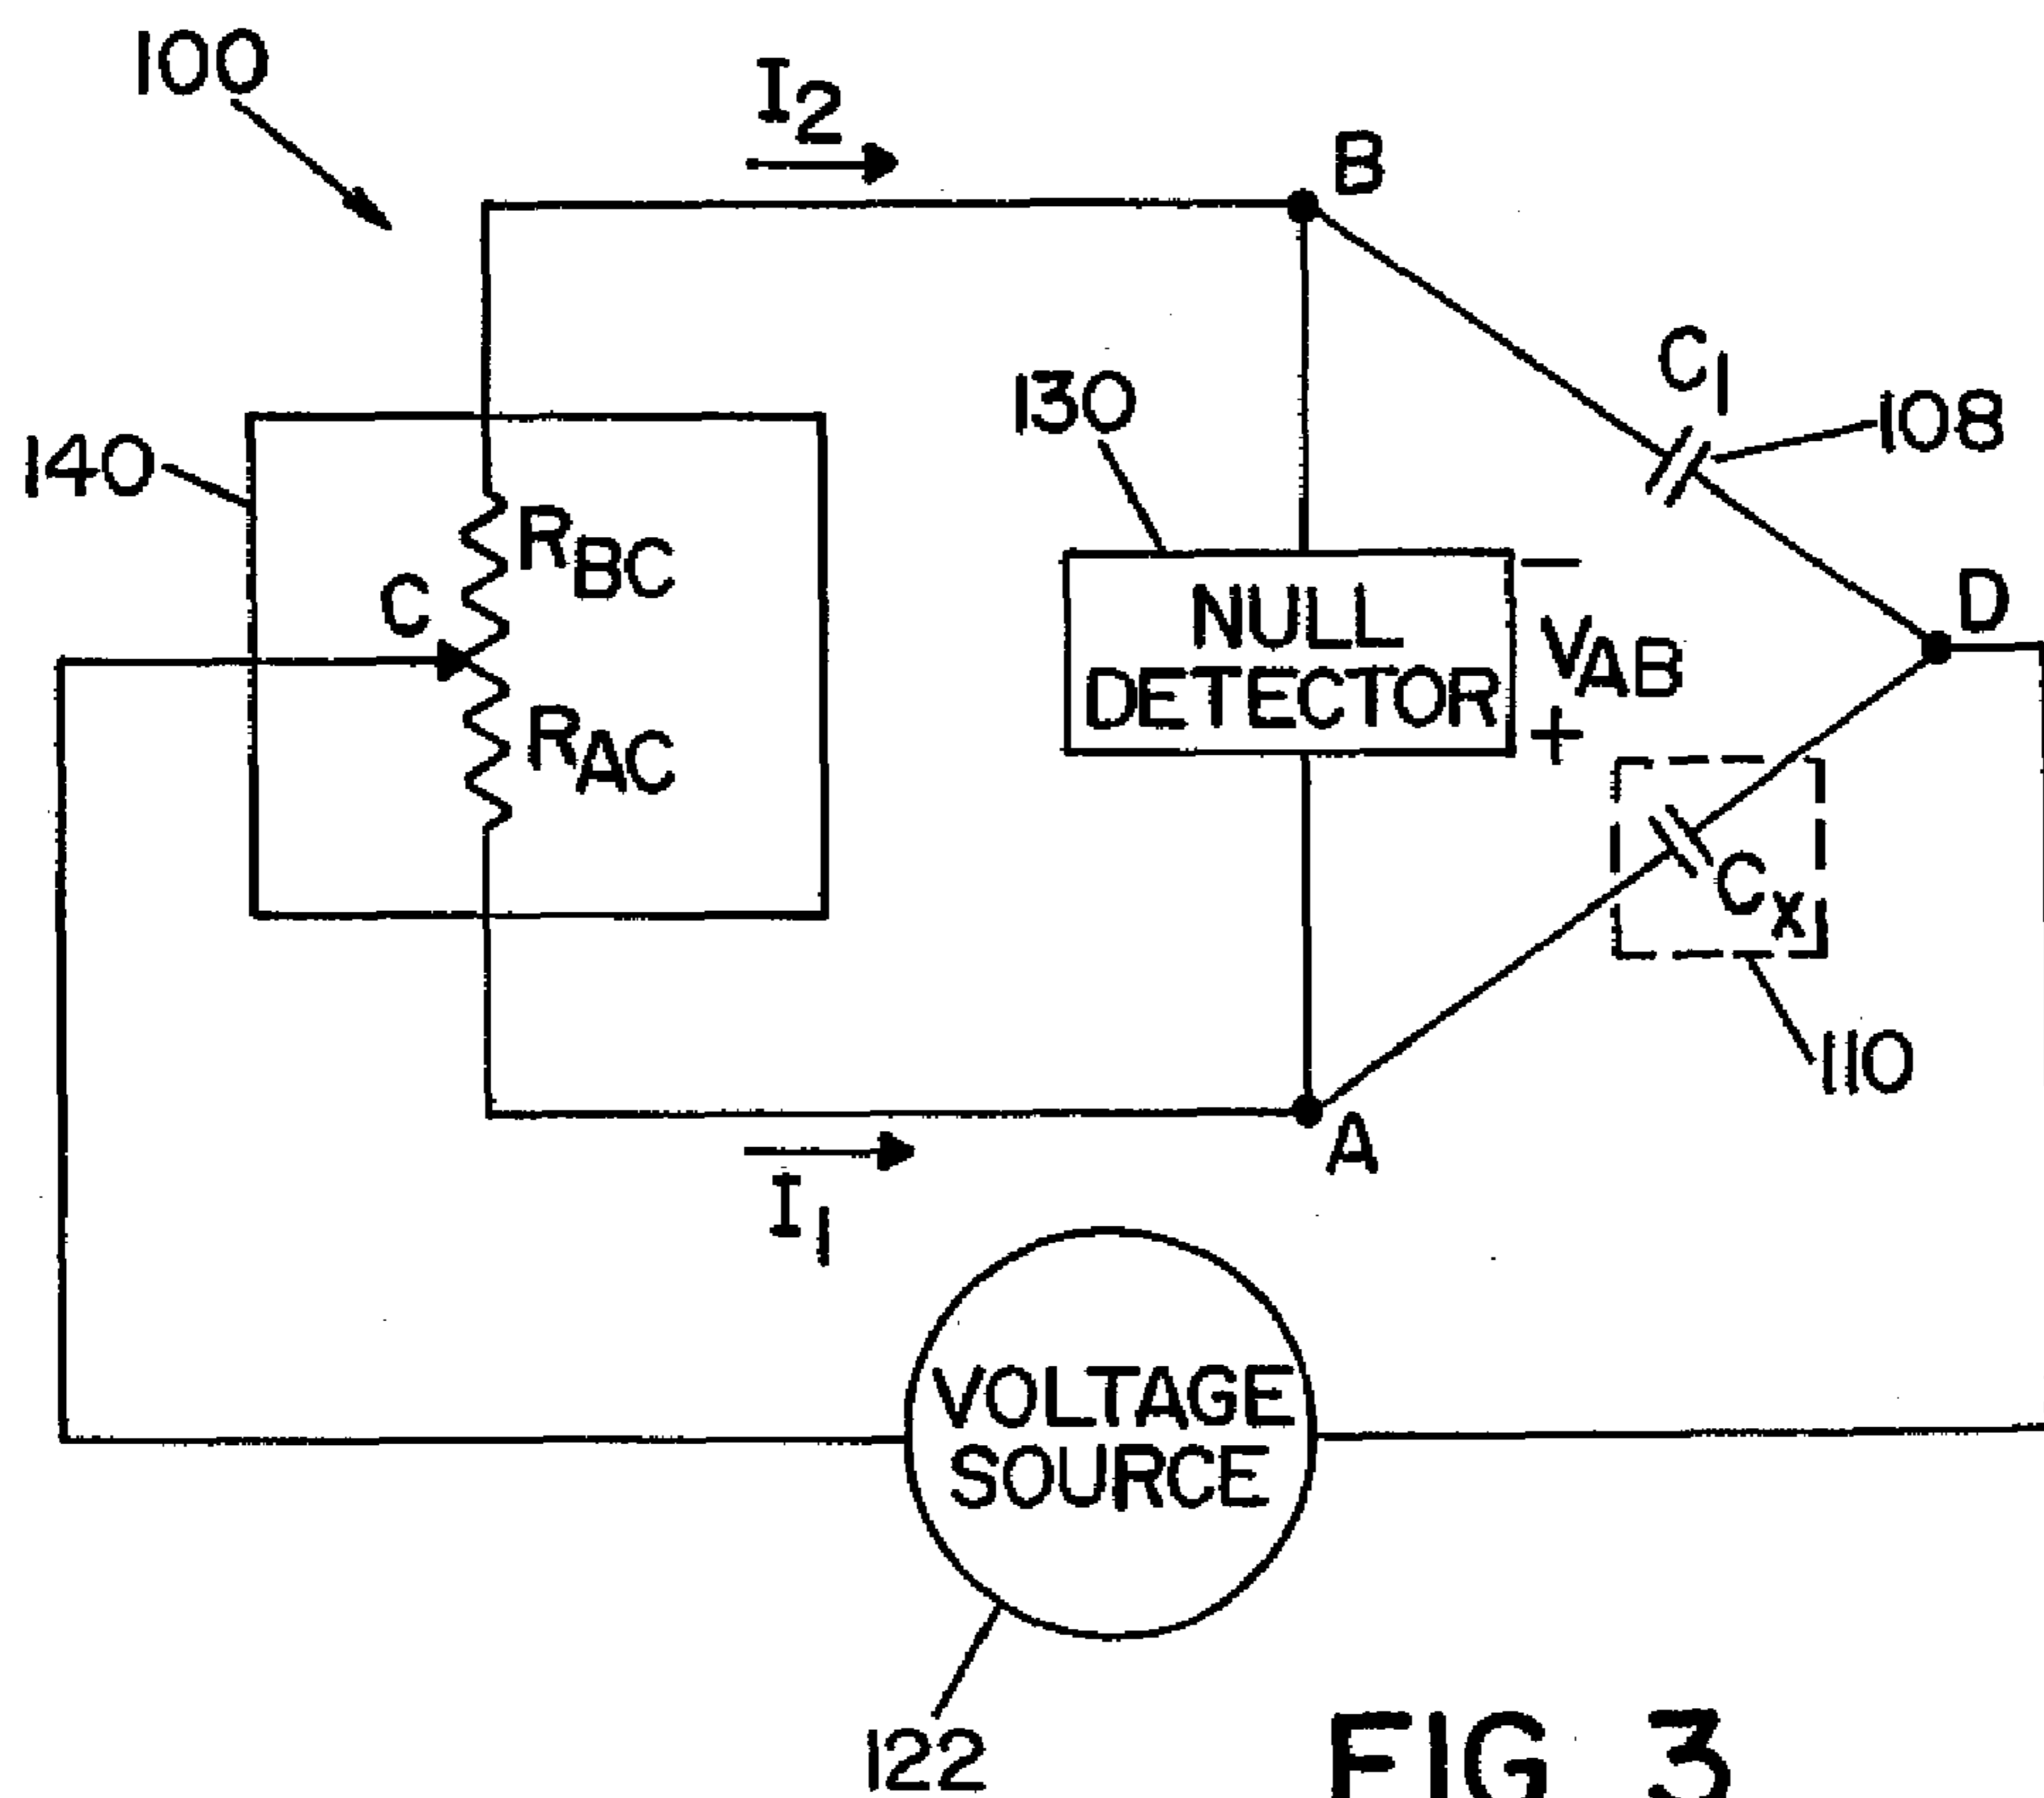 100
I2
B
C1
108
130
140
RBC
C
NULL
DETECTOR
−
VAB
+
D
RAC
CX
110
A
I1
VOLTAGE
SOURCE
122
FIG 3